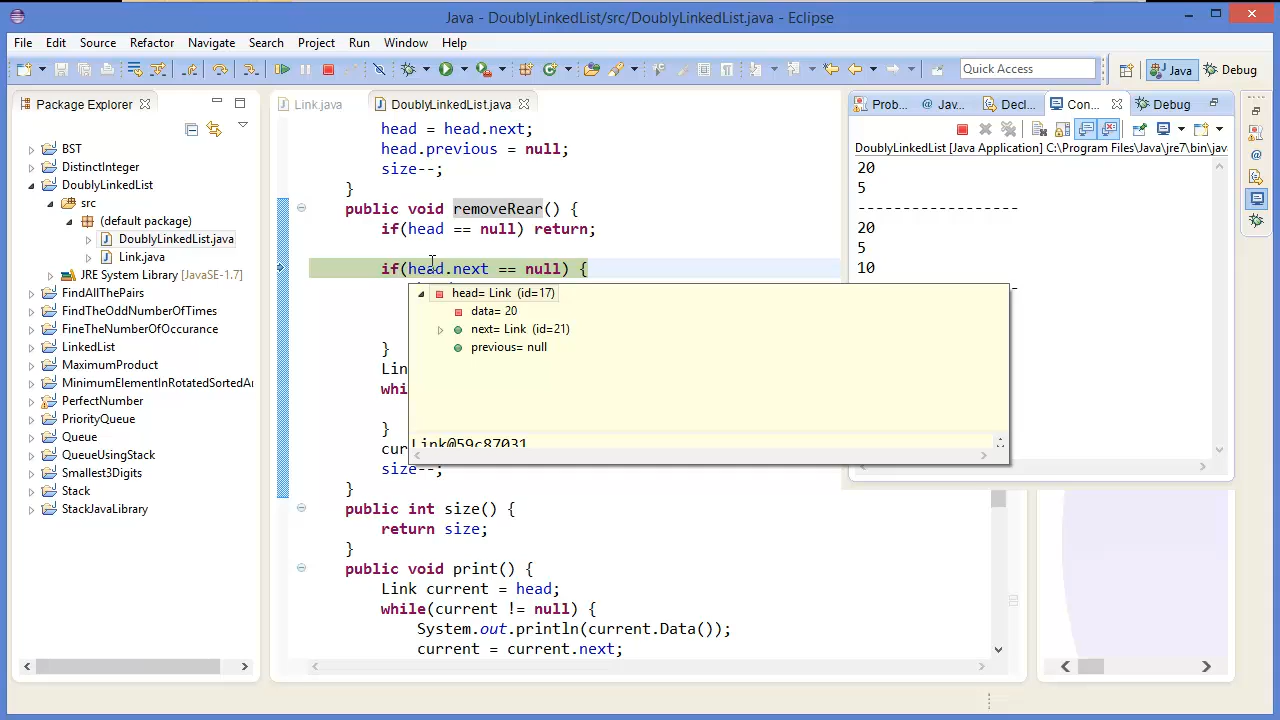 Java - DoublyLinkedList/src/DoublyLinkedList.java - Eclipse
File Edit Source Refactor Navigate Search Project Run Window Help
Quick Access
Java
Debug
Package Explorer
BST
DistinctInteger
DoublyLinkedList
src
(default package)
DoublyLinkedList.java
Link.java
JRE System Library [JavaSE-1.7]
FindAllThePairs
FindTheOddNumberOfTimes
FineTheNumberOfOccurance
LinkedList
MaximumProduct
MinimumElementInRotatedSortedAr
PerfectNumber
PriorityQueue
Queue
QueueUsingStack
Smallest3Digits
Stack
StackJavaLibrary
Link.java
DoublyLinkedList.java
head = head.next;
head.previous = null;
size--;
}
public void removeRear() {
if(head == null) return;
if(head.next == null) {
head= Link (id=17)
data= 20
next= Link (id=21)
previous= null
Link@59c87031
}
Lin
whi
}
cur
size--;
}
public int size() {
return size;
}
public void print() {
Link current = head;
while(current != null) {
System.out.println(current.Data());
current = current.next;
Prob... @ Jav... Decl... Con... Debug
DoublyLinkedList [Java Application] C:\Program Files\Java\jre7\bin\jav
20
5
------------------
20
5
10